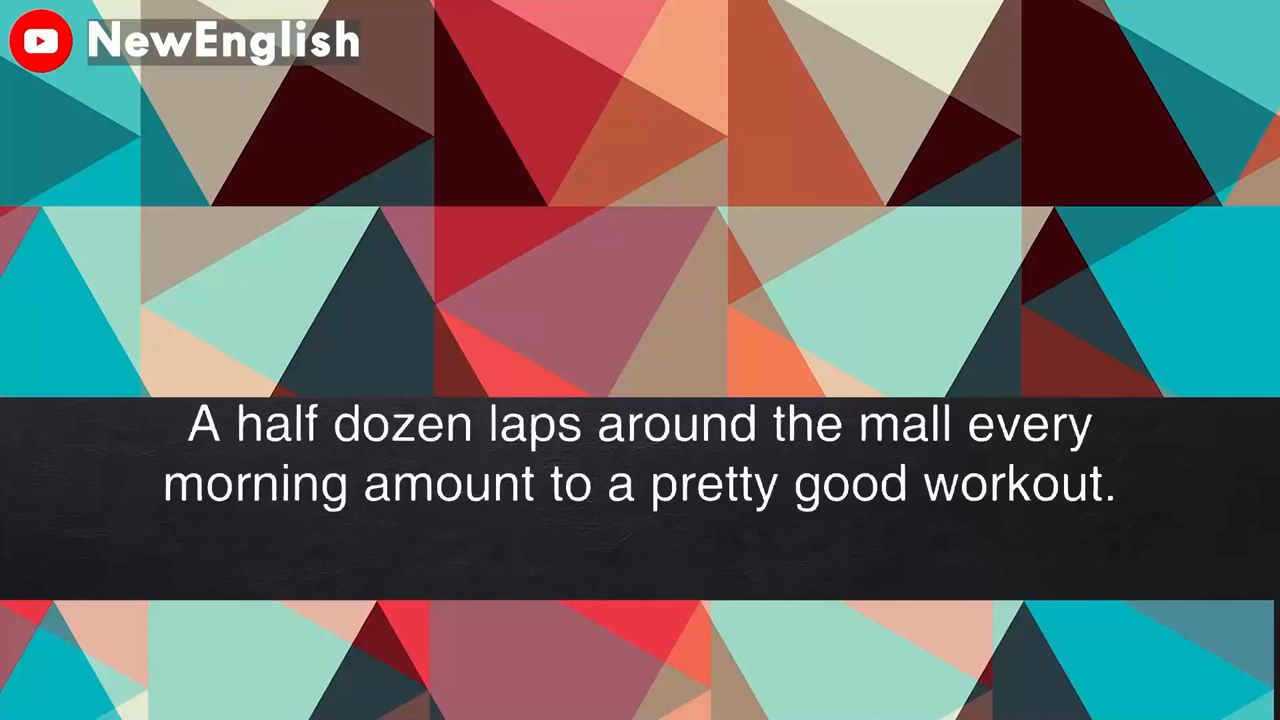 NewEnglish
A half dozen laps around the mall every
morning amount to a pretty good workout.